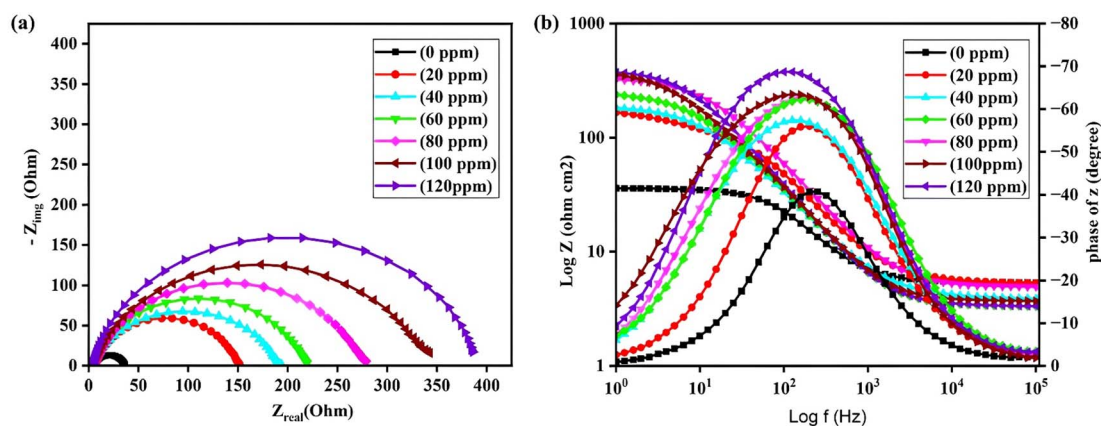 (a)
- Z_img (Ohm)
400
350
300
250
200
150
100
50
0
0 50 100 150 200 250 300 350 400
Z_real(Ohm)
(0 ppm)
(20 ppm)
(40 ppm)
(60 ppm)
(80 ppm)
(100 ppm)
(120ppm)
(b)
Log Z (ohm cm2)
1000
100
10
1
10^0 10^1 10^2 10^3 10^4 10^5
Log f (Hz)
(0 ppm)
(20 ppm)
(40 ppm)
(60 ppm)
(80 ppm)
(100ppm)
(120 ppm)
-80
-70
-60
-50
-40
-30
-20
-10
0
phase of z (degree)